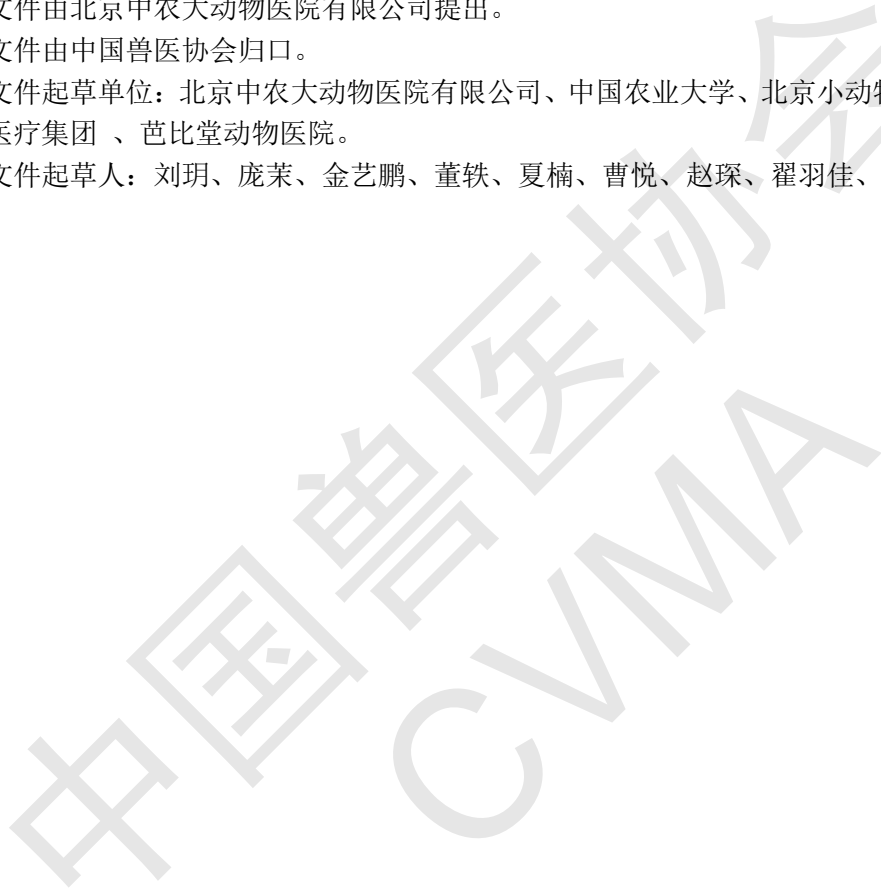 文件由北京中农大动物医院有限公司提出。
文件由中国兽医协会归口。
文件起草单位：北京中农大动物医院有限公司、中国农业大学、北京小动物
医疗集团 、芭比堂动物医院。
文件起草人：刘玥、庞茉、金艺鹏、董轶、夏楠、曹悦、赵琛、翟羽佳、
中国兽医协会
CVMA